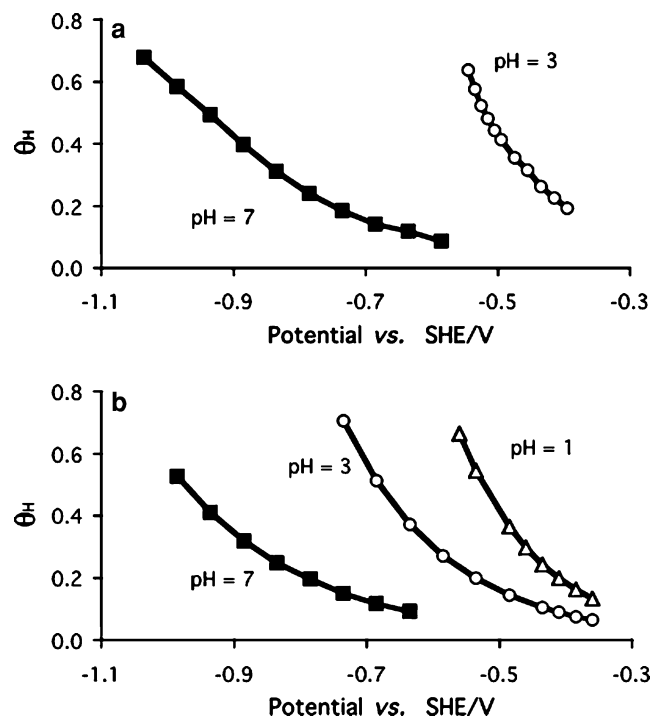 a
0.8
0.6
0.4
0.2
0.0
θH
pH = 3
pH = 7
-1.1 -0.9 -0.7 -0.5 -0.3
Potential vs. SHE/V
b
0.8
0.6
0.4
0.2
0.0
θH
pH = 1
pH = 3
pH = 7
-1.1 -0.9 -0.7 -0.5 -0.3
Potential vs. SHE/V